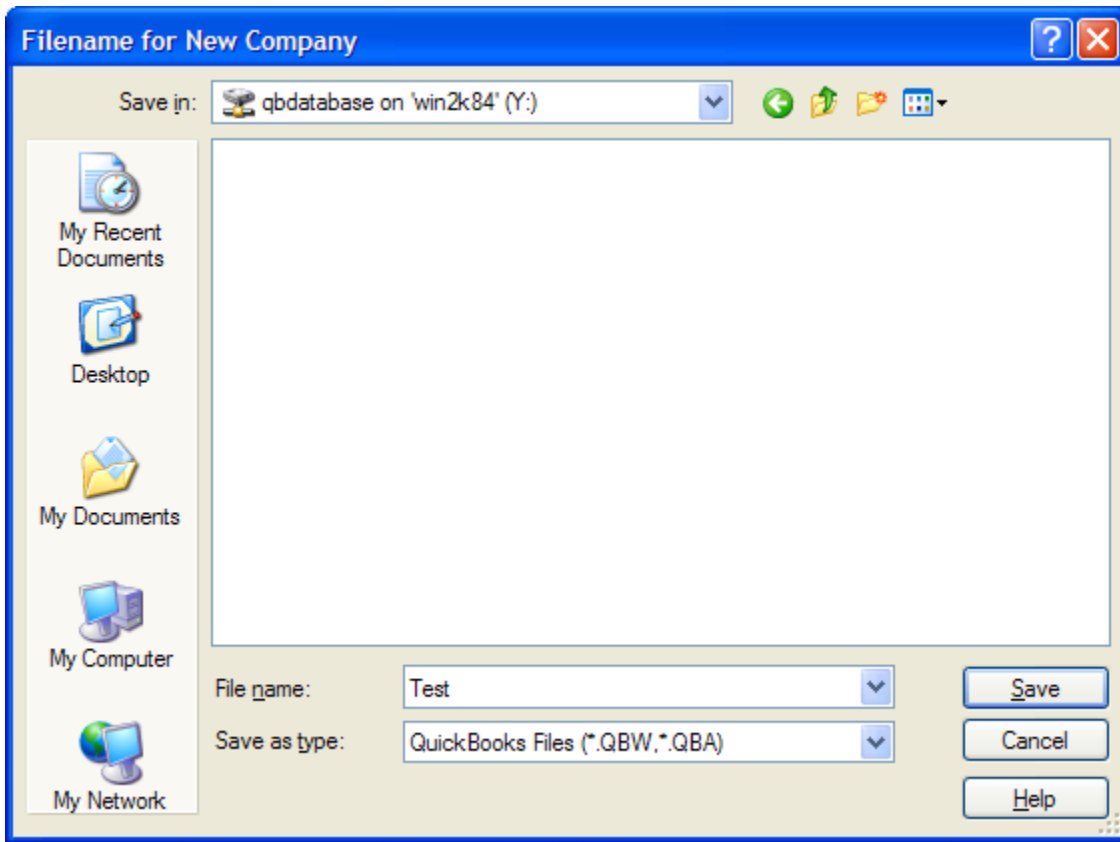 Filename for New Company
Save in:
qbdatabase on 'win2k84' (Y:)
My Recent
Documents
Desktop
My Documents
My Computer
My Network
File name:
Test
Save
Save as type:
QuickBooks Files (*.QBW,*.QBA)
Cancel
Help